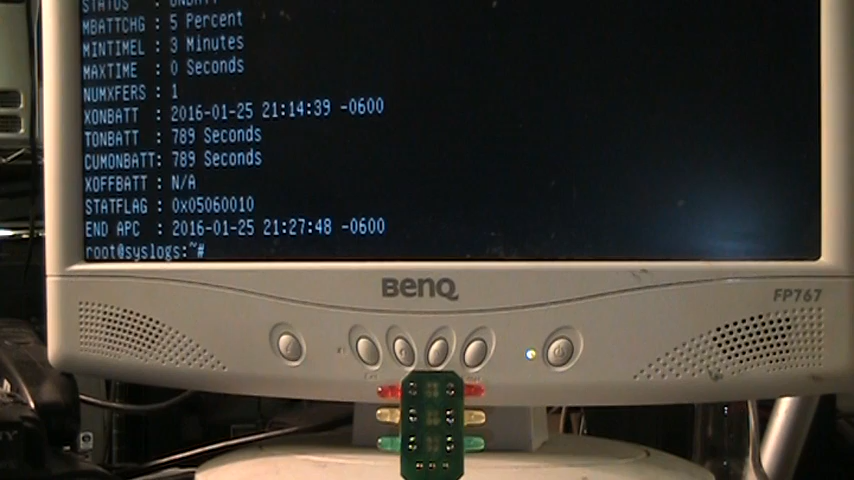 STATUS   : ONBATT
MBATTCHG : 5 Percent
MINTIMEL : 3 Minutes
MAXTIME  : 0 Seconds
NUMXFERS : 1
XONBATT  : 2016-01-25 21:14:39 -0600
TONBATT  : 789 Seconds
CUMONBATT: 789 Seconds
XOFFBATT : N/A
STATFLAG : 0x05060010
END APC  : 2016-01-25 21:27:48 -0600
root@syslogs:~#
BenQ
FP767